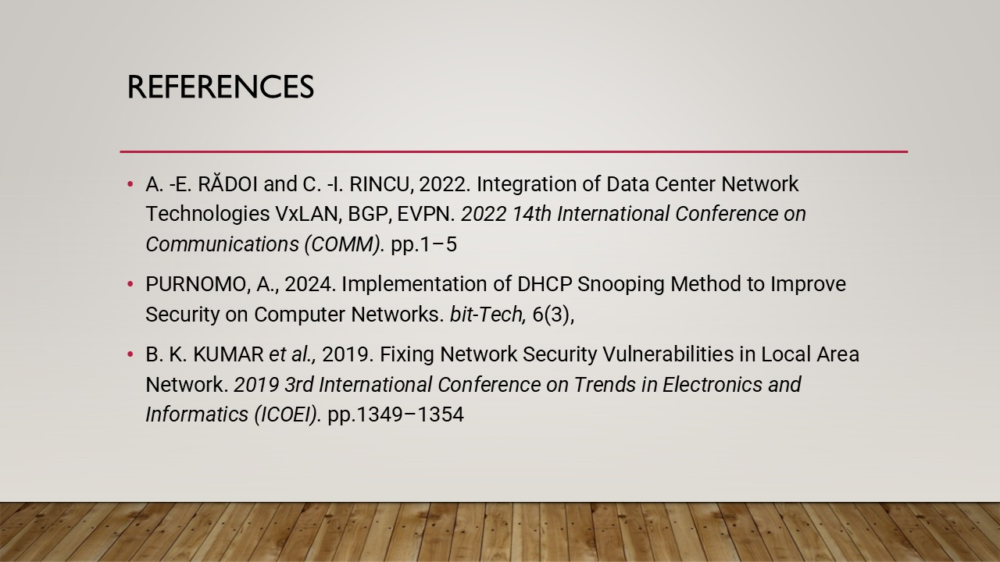 REFERENCES
• A. -E. RĂDOI and C. -I. RINCU, 2022. Integration of Data Center Network
Technologies VxLAN, BGP, EVPN. 2022 14th International Conference on
Communications (COMM). pp.1–5
• PURNOMO, A., 2024. Implementation of DHCP Snooping Method to Improve
Security on Computer Networks. bit-Tech, 6(3),
• B. K. KUMAR et al., 2019. Fixing Network Security Vulnerabilities in Local Area
Network. 2019 3rd International Conference on Trends in Electronics and
Informatics (ICOEI). pp.1349–1354